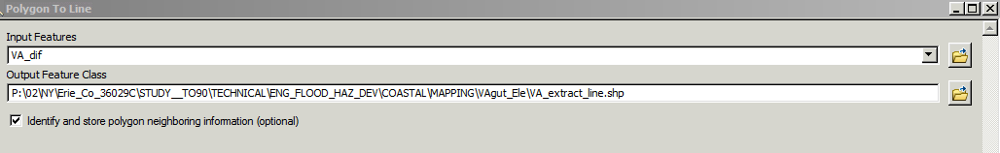 Polygon To Line
Input Features
VA_dif
Output Feature Class
P:\02\NY\Erie_Co_36029C\STUDY__TO90\TECHNICAL\ENG_FLOOD_HAZ_DEV\COASTAL\MAPPING\VAgut_Ele\VA_extract_line.shp
Identify and store polygon neighboring information (optional)